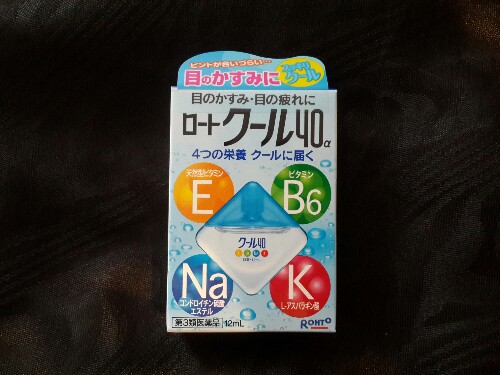 ピントが合いづらい…
目のかすみに
クール
目のかすみ・目の疲れに
ロートクール40α
4つの栄養 クールに届く
天然型ビタミン
E
ビタミン
B6
クール40
Na
コンドロイチン硫酸
エステル
K
L-アスパラギン酸
第3類医薬品 12mL
ROHTO